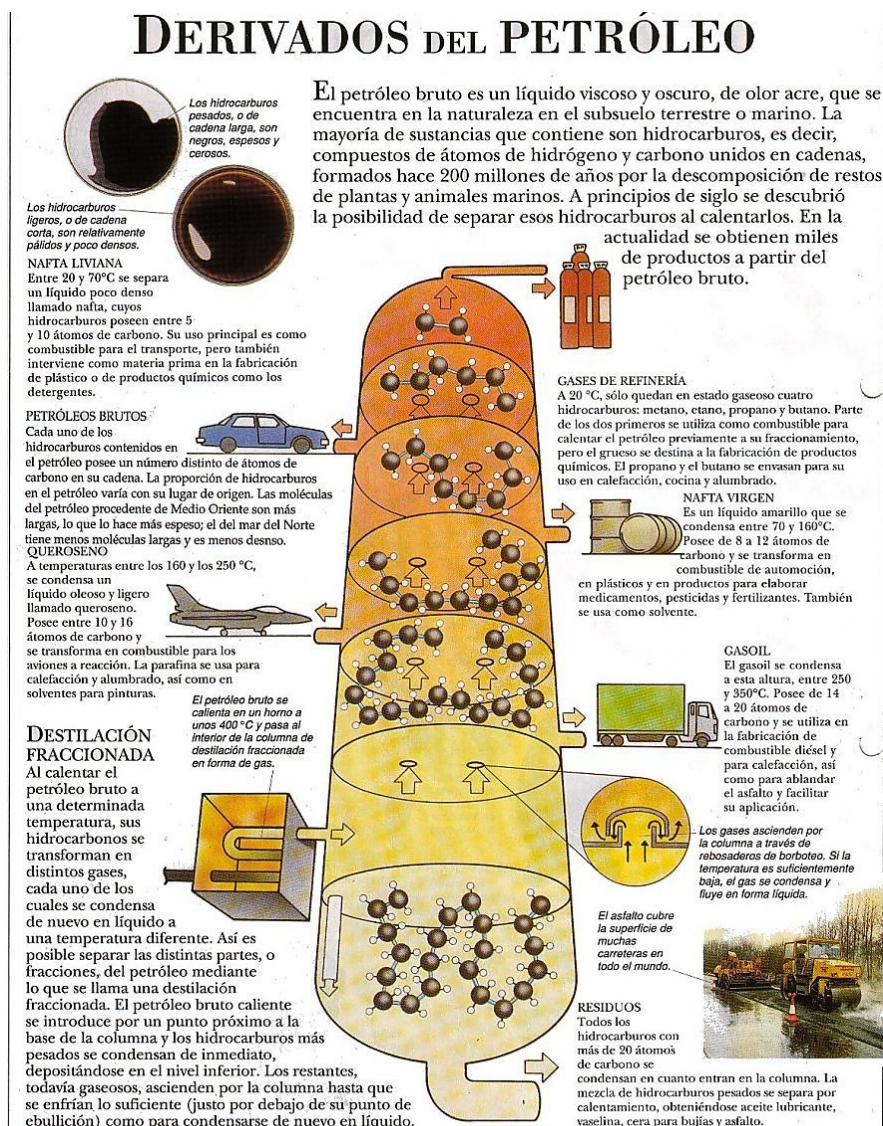 DERIVADOS DEL PETRÓLEO
El petróleo bruto es un líquido viscoso y oscuro, de olor acre, que se
encuentra en la naturaleza en el subsuelo terrestre o marino. La
mayoría de sustancias que contiene son hidrocarburos, es decir,
compuestos de átomos de hidrógeno y carbono unidos en cadenas,
formados hace 200 millones de años por la descomposición de restos
de plantas y animales marinos. A principios de siglo se descubrió
la posibilidad de separar esos hidrocarburos al calentarlos. En la
actualidad se obtienen miles
de productos a partir del
petróleo bruto.
Los hidrocarburos
pesados, o de
cadena larga, son
negros, espesos y
cerosos.
Los hidrocarburos
ligeros, o de cadena
corta, son relativamente
pálidos y poco densos.
NAFTA LIVIANA
Entre 20 y 70°C se separa
un líquido poco denso
llamado nafta, cuyos
hidrocarburos poseen entre 5
y 10 átomos de carbono. Su uso principal es como
combustible para el transporte, pero también
interviene como materia prima en la fabricación
de plástico o de productos químicos como los
detergentes.
PETRÓLEOS BRUTOS
Cada uno de los
hidrocarburos contenidos en
el petróleo posee un número distinto de átomos de
carbono en su cadena. La proporción de hidrocarburos
en el petróleo varía con su lugar de origen. Las moléculas
del petróleo procedente de Medio Oriente son más
largas, lo que lo hace más espeso; el del mar del Norte
tiene menos moléculas largas y es menos desnso.
QUEROSENO
A temperaturas entre los 160 y los 250 °C,
se condensa un
líquido oleoso y ligero
llamado queroseno.
Posee entre 10 y 16
átomos de carbono y
se transforma en combustible para los
aviones a reacción. La parafina se usa para
calefacción y alumbrado, así como en
solventes para pinturas.
El petróleo bruto se
calienta en un horno a
unos 400 °C y pasa al
interior de la columna de
destilación fraccionada
en forma de gas.
DESTILACIÓN
FRACCIONADA
Al calentar el
petróleo bruto a
una determinada
temperatura, sus
hidrocarbonos se
transforman en
distintos gases,
cada uno de los
cuales se condensa
de nuevo en líquido a
una temperatura diferente. Así es
posible separar las distintas partes, o
fracciones, del petróleo mediante
lo que se llama una destilación
fraccionada. El petróleo bruto caliente
se introduce por un punto próximo a la
base de la columna y los hidrocarburos más
pesados se condensan de inmediato,
depositándose en el nivel inferior. Los restantes,
todavía gaseosos, ascienden por la columna hasta que
se enfrían lo suficiente (justo por debajo de su punto de
ebullición) como para condensarse de nuevo en líquido.
GASES DE REFINERÍA
A 20 °C, sólo quedan en estado gaseoso cuatro
hidrocarburos: metano, etano, propano y butano. Parte
de los dos primeros se utiliza como combustible para
calentar el petróleo previamente a su fraccionamiento,
pero el grueso se destina a la fabricación de productos
químicos. El propano y el butano se envasan para su
uso en calefacción, cocina y alumbrado.
NAFTA VIRGEN
Es un líquido amarillo que se
condensa entre 70 y 160°C.
Posee de 8 a 12 átomos de
carbono y se transforma en
combustible de automoción,
en plásticos y en productos para elaborar
medicamentos, pesticidas y fertilizantes. También
se usa como solvente.
GASOIL
El gasoil se condensa
a esta altura, entre 250
y 350°C. Posee de 14
a 20 átomos de
carbono y se utiliza en
la fabricación de
combustible diésel y
para calefacción, así
como para ablandar
el asfalto y facilitar
su aplicación.
Los gases ascienden por
la columna a través de
rebosaderos de borboteo. Si la
temperatura es suficientemente
baja, el gas se condensa y
fluye en forma líquida.
El asfalto cubre
la superficie de
muchas
carreteras en
todo el mundo.
RESIDUOS
Todos los
hidrocarburos con
más de 20 átomos
de carbono se
condensan en cuanto entran en la columna. La
mezcla de hidrocarburos pesados se separa por
calentamiento, obteniéndose aceite lubricante,
vaselina, cera para bujías y asfalto.